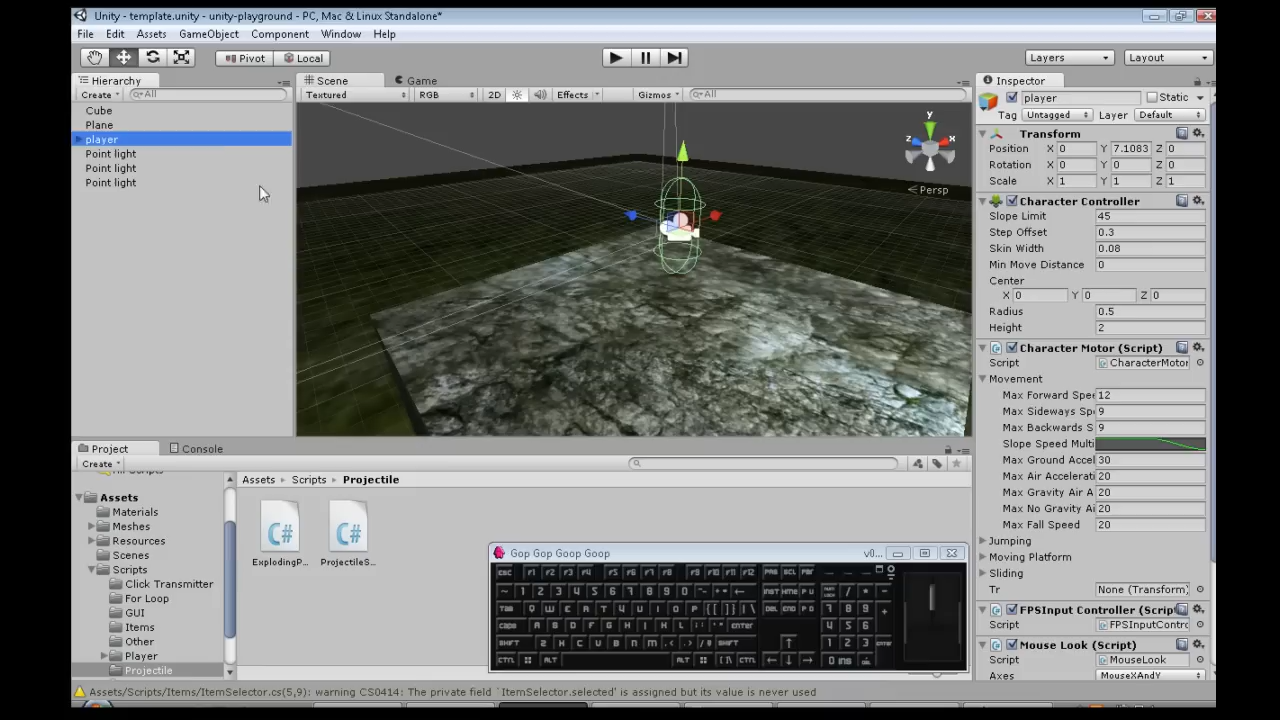 Unity - template.unity - unity-playground - PC, Mac & Linux Standalone*
File Edit Assets GameObject Component Window Help
Pivot Local Layers Layout
Hierarchy
Create All
Cube
Plane
player
Point light
Point light
Point light
Scene Game
Textured RGB 2D Effects Gizmos All
y
z x
Persp
Inspector
player Static
Tag Untagged Layer Default
Transform
Position X 0 Y 7.1083 Z 0
Rotation X 0 Y 0 Z 0
Scale X 1 Y 1 Z 1
Character Controller
Slope Limit 45
Step Offset 0.3
Skin Width 0.08
Min Move Distance 0
Center
X 0 Y 0 Z 0
Radius 0.5
Height 2
Character Motor (Script)
Script CharacterMotor
Movement
Max Forward Spe 12
Max Sideways Sp 9
Max Backwards S 9
Slope Speed Multi
Max Ground Accel 30
Max Air Accelerati 20
Max Gravity Air A 20
Max No Gravity Ai 20
Max Fall Speed 20
Jumping
Moving Platform
Sliding
Tr None (Transform)
FPSInput Controller (Scrip
Script FPSInputContro
Mouse Look (Script)
Script MouseLook
Axes MouseXAndY
Project Console
Create
Assets
Materials
Meshes
Resources
Scenes
Scripts
Click Transmitter
For Loop
GUI
Items
Other
Player
Projectile
Assets Scripts Projectile
C# C#
ExplodingP... ProjectileS...
Gop Gop Goop Goop v0...
Assets/Scripts/Items/ItemSelector.cs(5,9): warning CS0414: The private field `ItemSelector.selected' is assigned but its value is never used